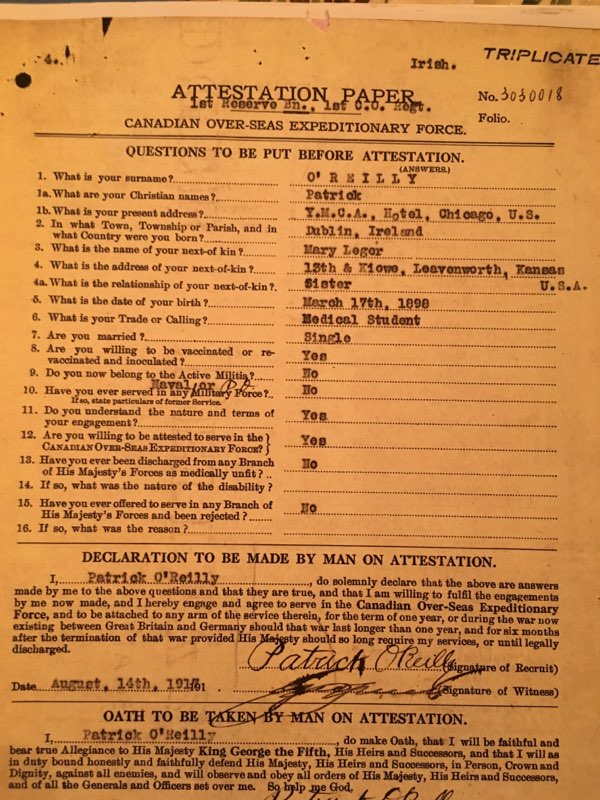 4.
Irish.
TRIPLICATE
ATTESTATION PAPER.
No. 3030018
1st Reserve Bn., 1st C.O. Regt.
Folio.
CANADIAN OVER-SEAS EXPEDITIONARY FORCE.
QUESTIONS TO BE PUT BEFORE ATTESTATION.
(ANSWERS.)
1. What is your surname? O'REILLY
1a. What are your Christian names? Patrick
1b. What is your present address? Y.M.C.A., Hotel, Chicago, U.S.
2. In what Town, Township or Parish, and in
what Country were you born? Dublin, Ireland
3. What is the name of your next-of kin? Mary Leger
4. What is the address of your next-of-kin? 13th & Kiowe, Leavenworth, Kansas
4a. What is the relationship of your next-of-kin? Sister U.S.A.
5. What is the date of your birth? March 17th, 1898
6. What is your Trade or Calling? Medical Student
7. Are you married? Single
8. Are you willing to be vaccinated or re-
vaccinated and inoculated? Yes
9. Do you now belong to the Active Militia? No
Naval or
10. Have you ever served in any Military Force? No
If so, state particulars of former Service.
11. Do you understand the nature and terms of
your engagement? Yes
12. Are you willing to be attested to serve in the
CANADIAN OVER-SEAS EXPEDITIONARY FORCE? Yes
13. Have you ever been discharged from any Branch
of His Majesty's Forces as medically unfit? No
14. If so, what was the nature of the disability?
15. Have you ever offered to serve in any Branch of
His Majesty's Forces and been rejected? No
16. If so, what was the reason?
DECLARATION TO BE MADE BY MAN ON ATTESTATION.
I, Patrick O'Reilly, do solemnly declare that the above are answers
made by me to the above questions and that they are true, and that I am willing to fulfil the engagements
by me now made, and I hereby engage and agree to serve in the Canadian Over-Seas Expeditionary
Force, and to be attached to any arm of the service therein, for the term of one year, or during the war now
existing between Great Britain and Germany should that war last longer than one year, and for six months
after the termination of that war provided His Majesty should so long require my services, or until legally
discharged.
Patrick O'Reilly (Signature of Recruit)
Date August, 14th, 1917 191 (Signature of Witness)
OATH TO BE TAKEN BY MAN ON ATTESTATION.
I, Patrick O'Reilly, do make Oath, that I will be faithful and
bear true Allegiance to His Majesty King George the Fifth, His Heirs and Successors, and that I will as
in duty bound honestly and faithfully defend His Majesty, His Heirs and Successors, in Person, Crown and
Dignity, against all enemies, and will observe and obey all orders of His Majesty, His Heirs and Successors,
and of all the Generals and Officers set over me. So help me God.